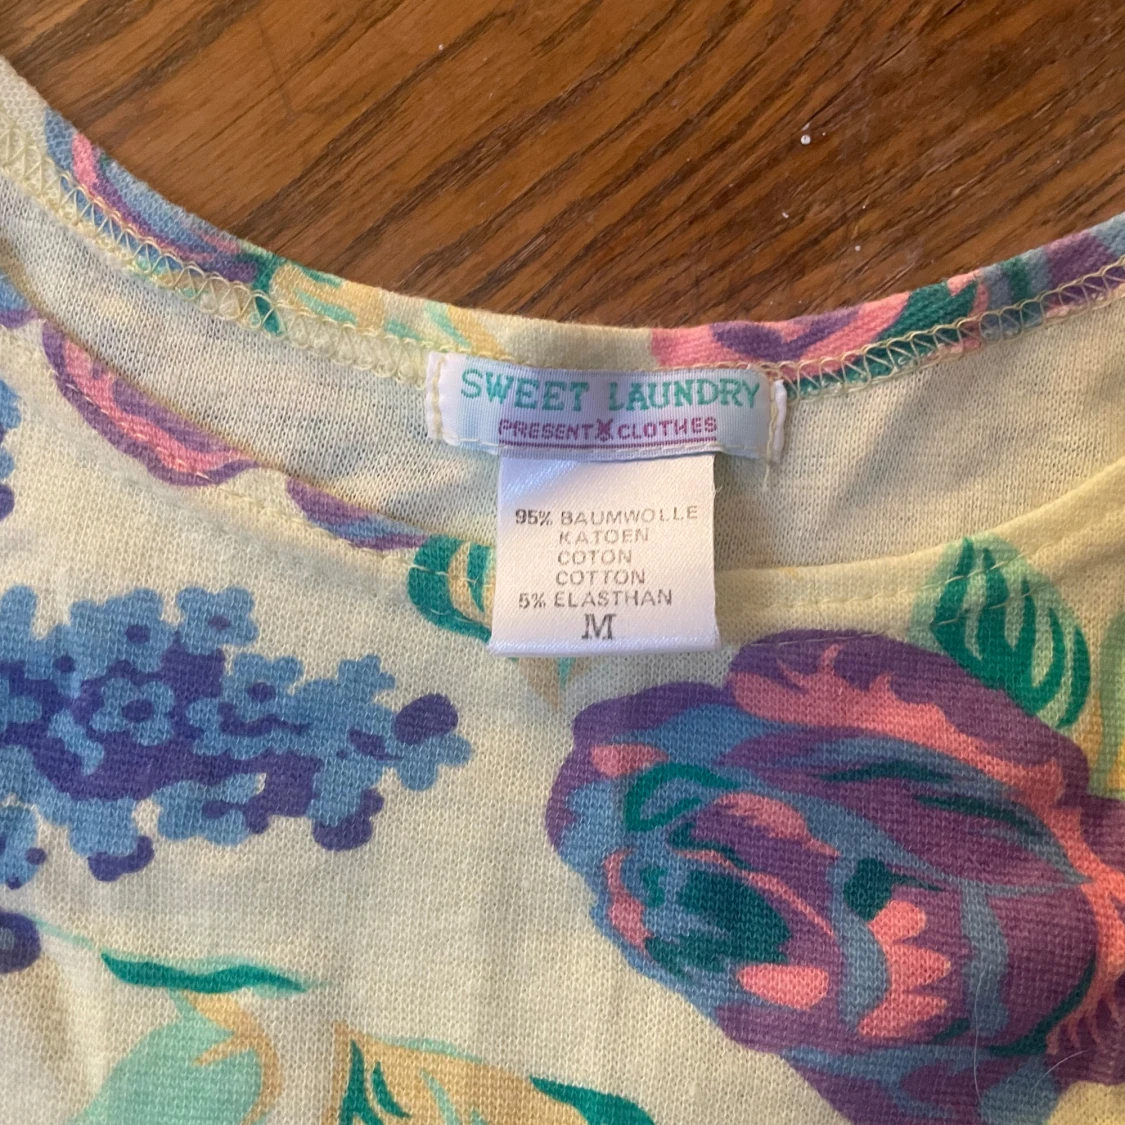 SWEET LAUNDRY
PRESENT CLOTHES
95% BAUMWOLLE
KATOEN
COTON
COTTON
5% ELASTHAN
M